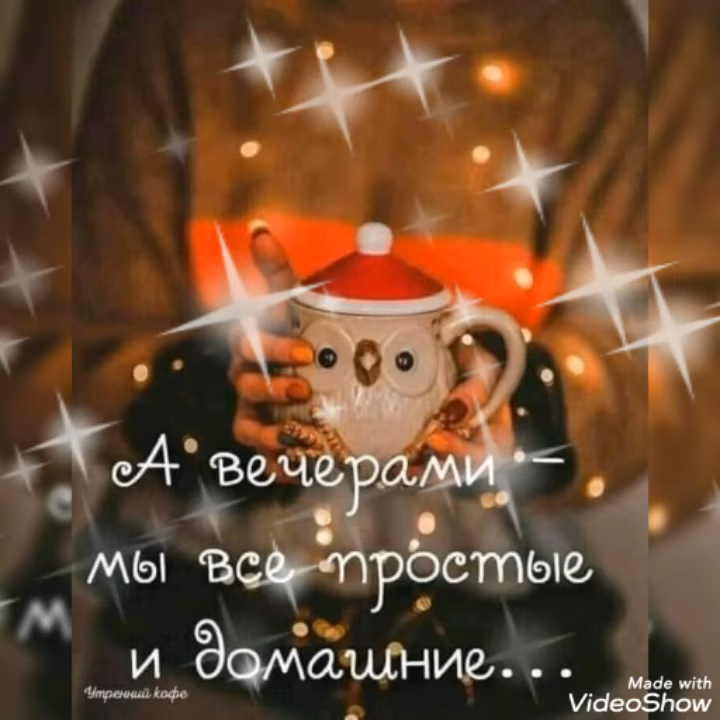 А вечерами –
мы все простые
и домашние...
Утренний кофе
Made with
VideoShow